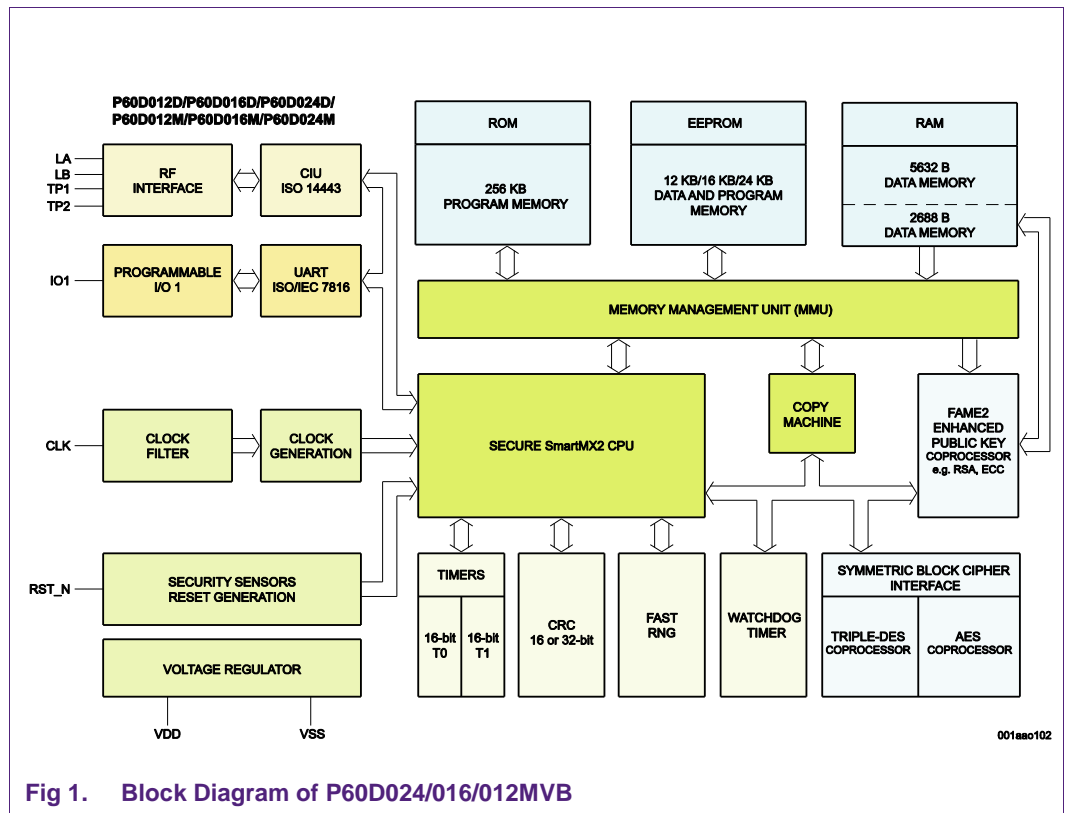 P60D012D/P60D016D/P60D024D/
P60D012M/P60D016M/P60D024M
LA
LB
TP1
TP2
RF
INTERFACE
CIU
ISO 14443
IO1
PROGRAMMABLE
I/O 1
UART
ISO/IEC 7816
CLK
CLOCK
FILTER
CLOCK
GENERATION
RST_N
SECURITY SENSORS
RESET GENERATION
VOLTAGE REGULATOR
VDD
VSS
ROM
256 KB
PROGRAM MEMORY
EEPROM
12 KB/16 KB/24 KB
DATA AND PROGRAM
MEMORY
RAM
5632 B
DATA MEMORY
2688 B
DATA MEMORY
MEMORY MANAGEMENT UNIT (MMU)
SECURE SmartMX2 CPU
COPY
MACHINE
FAME2
ENHANCED
PUBLIC KEY
COPROCESSOR
e.g. RSA, ECC
TIMERS
16-bit
T0
16-bit
T1
CRC
16 or 32-bit
FAST
RNG
WATCHDOG
TIMER
SYMMETRIC BLOCK CIPHER
INTERFACE
TRIPLE-DES
COPROCESSOR
AES
COPROCESSOR
001aao102
Fig 1. Block Diagram of P60D024/016/012MVB